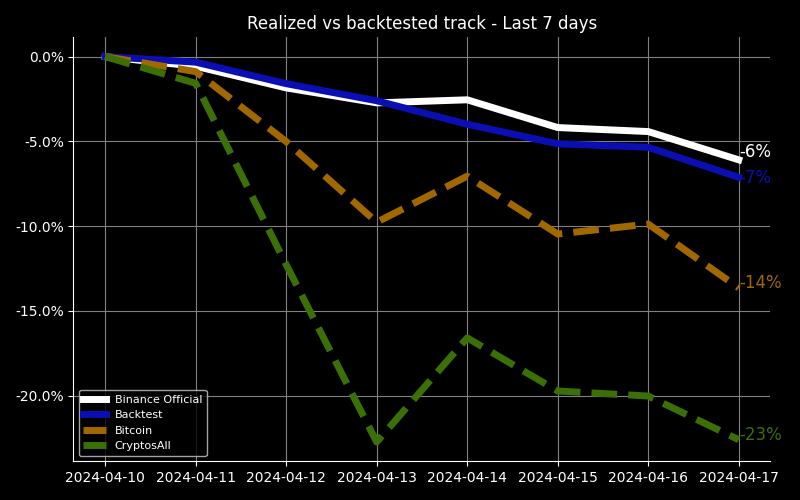 Realized vs backtested track - Last 7 days
0.0%
-5.0%
-10.0%
-15.0%
-20.0%
-6%
-7%
-14%
-23%
Binance Official
Backtest
Bitcoin
CryptosAll
2024-04-10 2024-04-11 2024-04-12 2024-04-13 2024-04-14 2024-04-15 2024-04-16 2024-04-17